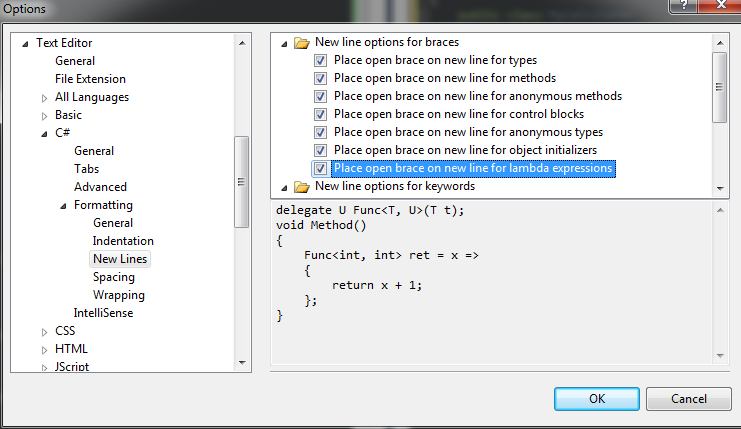 Options
?
Text Editor
General
File Extension
All Languages
Basic
C#
General
Tabs
Advanced
Formatting
General
Indentation
New Lines
Spacing
Wrapping
IntelliSense
CSS
HTML
JScript
New line options for braces
Place open brace on new line for types
Place open brace on new line for methods
Place open brace on new line for anonymous methods
Place open brace on new line for control blocks
Place open brace on new line for anonymous types
Place open brace on new line for object initializers
Place open brace on new line for lambda expressions
New line options for keywords
delegate U Func<T, U>(T t);
void Method()
{
    Func<int, int> ret = x =>
    {
        return x + 1;
    };
}
OK
Cancel